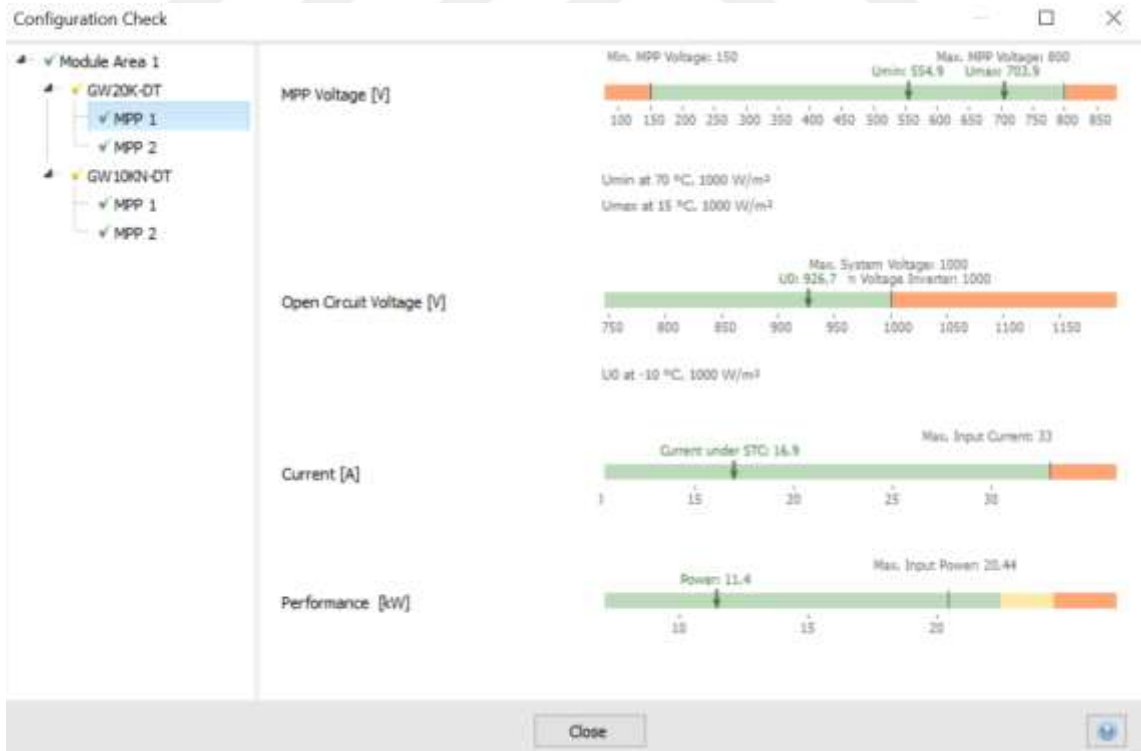 Configuration Check
Module Area 1
GW20K-DT
MPP 1
MPP 2
GW10KN-DT
MPP 1
MPP 2
MPP Voltage [V]
Min. MPP Voltage: 150
Max. MPP Voltage: 800
Umin: 554.9 Umax: 703.9
100 150 200 250 300 350 400 450 500 550 600 650 700 750 800 850
Umin at 70 °C, 1000 W/m²
Umax at 15 °C, 1000 W/m²
Open Circuit Voltage [V]
Max. System Voltage: 1000
U0: 926.7 n Voltage Inverter: 1000
750 800 850 900 950 1000 1050 1100 1150
U0 at -10 °C, 1000 W/m²
Current [A]
Max. Input Current: 33
Current under STC: 16.9
15 20 25 30
Performance [kW]
Max. Input Power: 20.44
Power: 11.4
10 15 20
Close